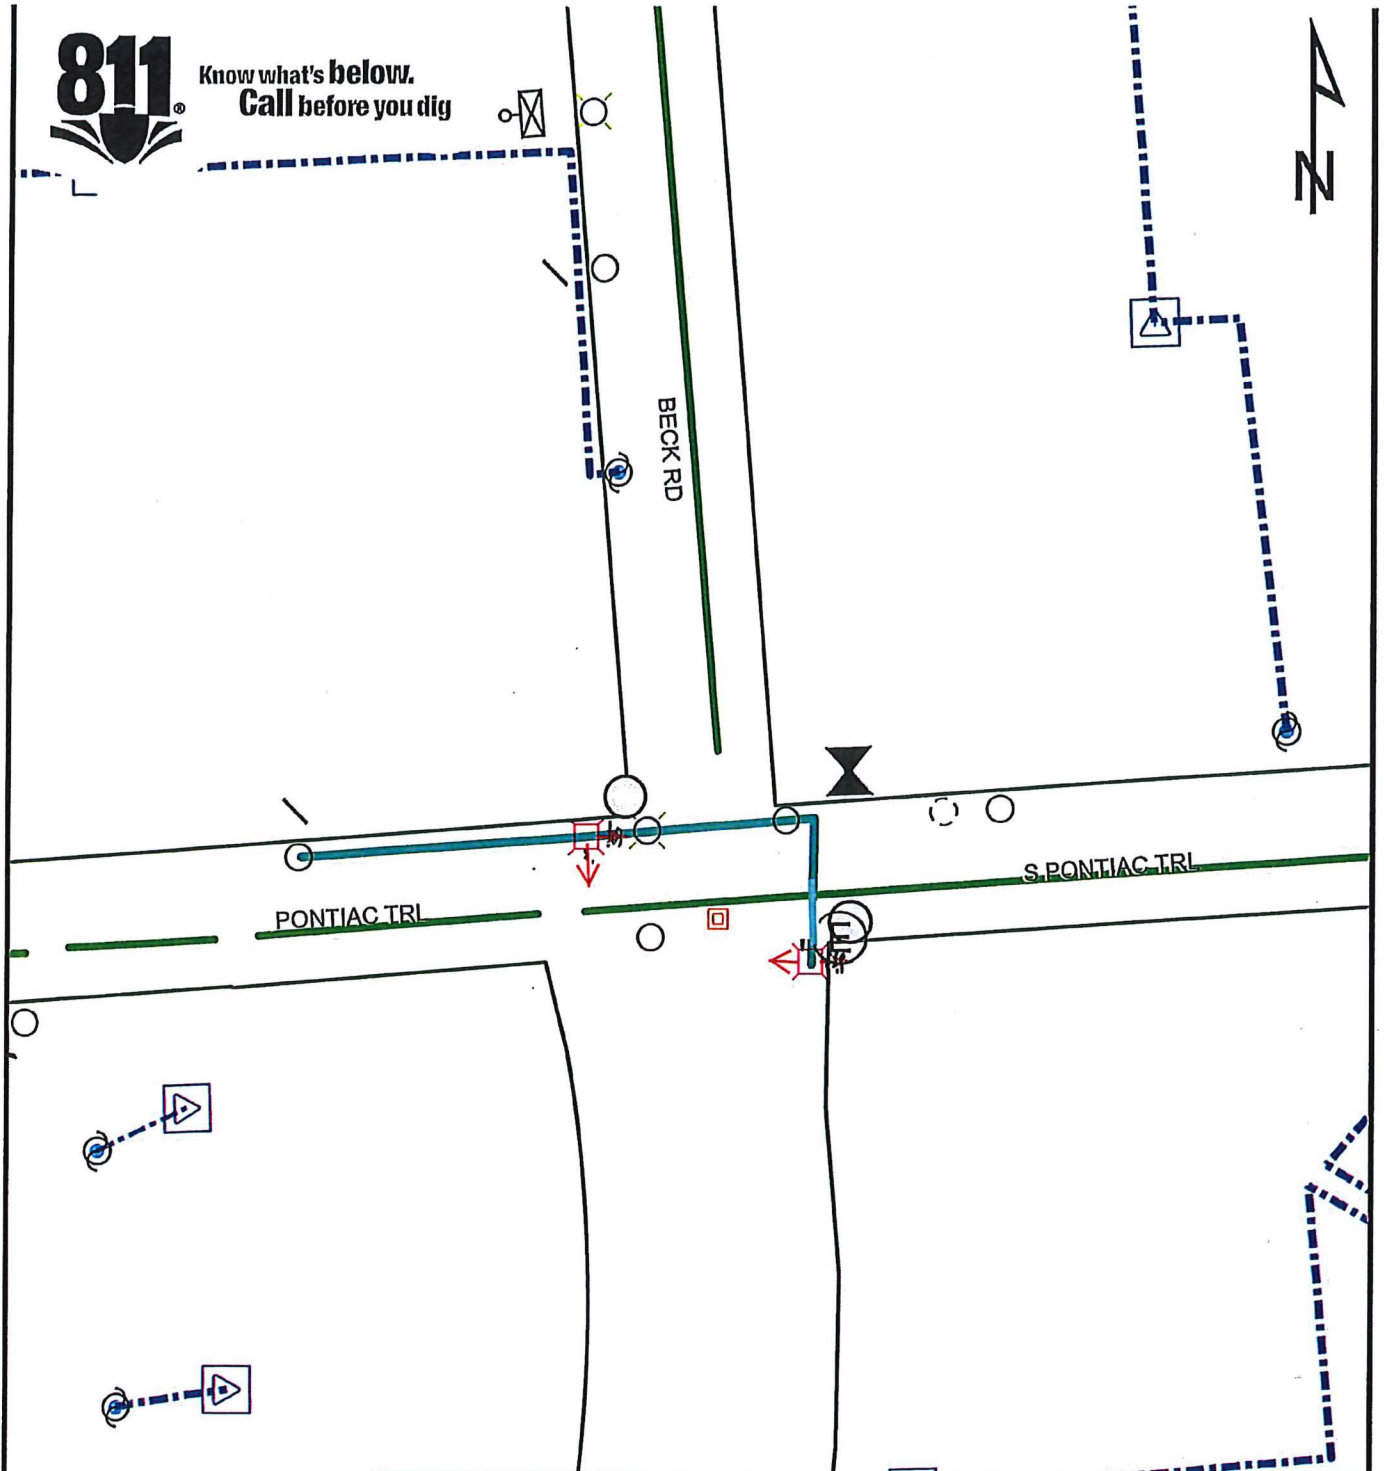 811®
Know what's below.
Call before you dig
N
BECK RD
S PONTIAC TRL
PONTIAC TRL